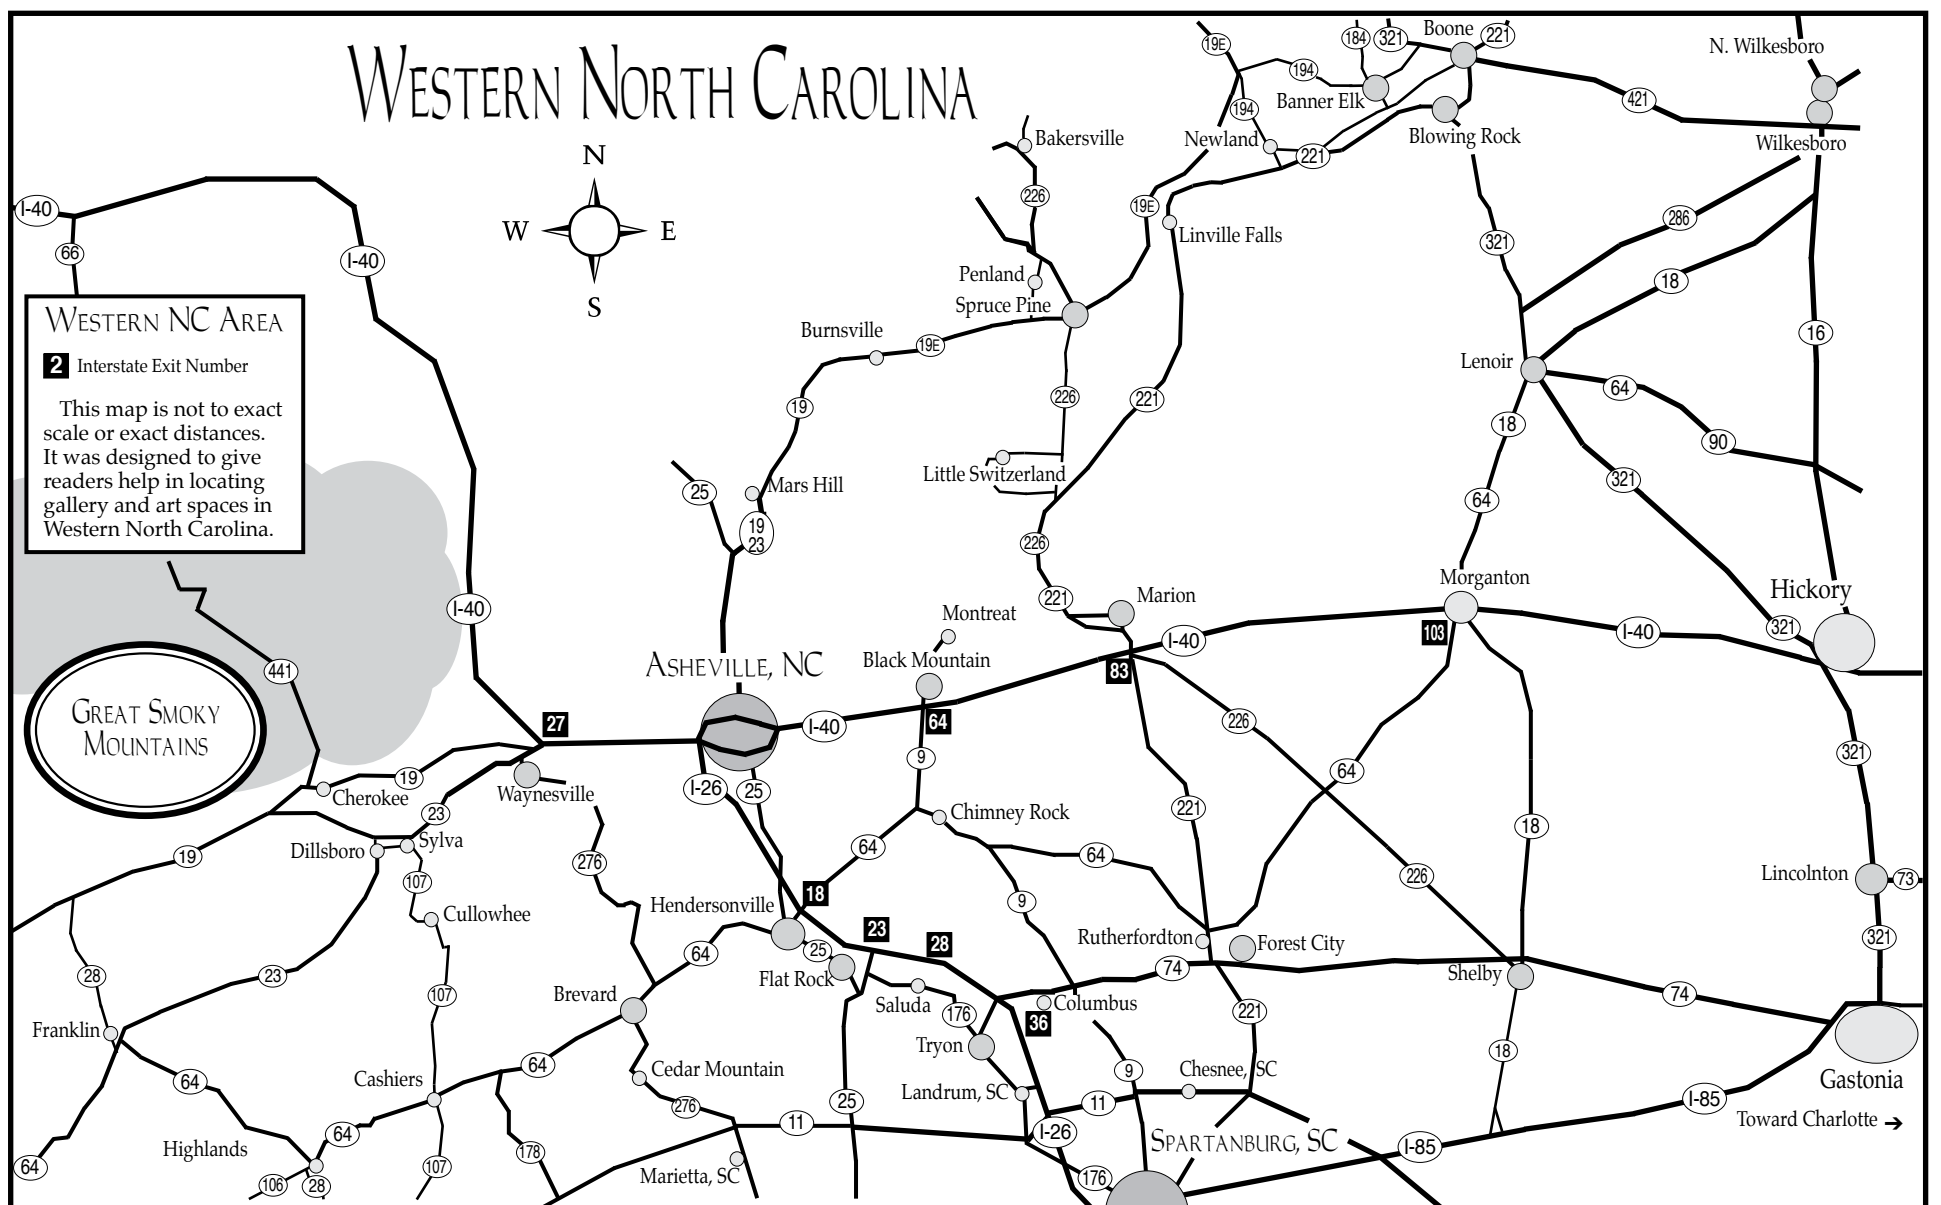 WESTERN NORTH CAROLINA
N
W E
S
WESTERN NC AREA
2 Interstate Exit Number
This map is not to exact
scale or exact distances.
It was designed to give
readers help in locating
gallery and art spaces in
Western North Carolina.
GREAT SMOKY
MOUNTAINS
I-40
66
I-40
I-40
441
27
19
Cherokee
23
Waynesville
Sylva
Dillsboro
19
107
Cullowhee
276
28
23
107
Franklin
64
Cashiers
64
Highlands
64
64
106
28
107
178
Brevard
64
Cedar Mountain
276
11
Marietta, SC
25
Hendersonville
18
25
Flat Rock
23
28
Saluda
176
Tryon
Landrum, SC
36
Columbus
I-26
176
11
9
Chesnee, SC
SPARTANBURG, SC
I-85
I-85
Toward Charlotte →
Gastonia
74
18
Shelby
221
74
Rutherfordton
Forest City
9
64
64
Chimney Rock
9
I-26
25
ASHEVILLE, NC
I-40
64
Black Mountain
Montreat
25
19
23
Mars Hill
19
Burnsville
19E
Spruce Pine
Penland
226
Bakersville
226
Little Switzerland
226
221
221
Marion
83
I-40
226
221
64
226
18
103
Morganton
I-40
Hickory
321
321
Lincolnton
73
321
64
18
321
Lenoir
64
90
16
18
286
321
Linville Falls
19E
Newland
221
194
194
19E
Banner Elk
184
321
Boone
221
Blowing Rock
421
N. Wilkesboro
Wilkesboro